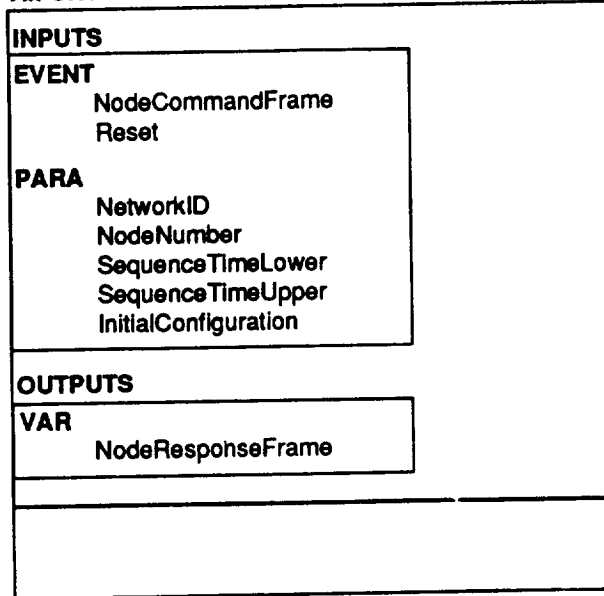 INPUTS
EVENT
NodeCommandFrame
Reset
PARA
NetworkID
NodeNumber
SequenceTimeLower
SequenceTimeUpper
InitialConfiguration
OUTPUTS
VAR
NodeResponseFrame